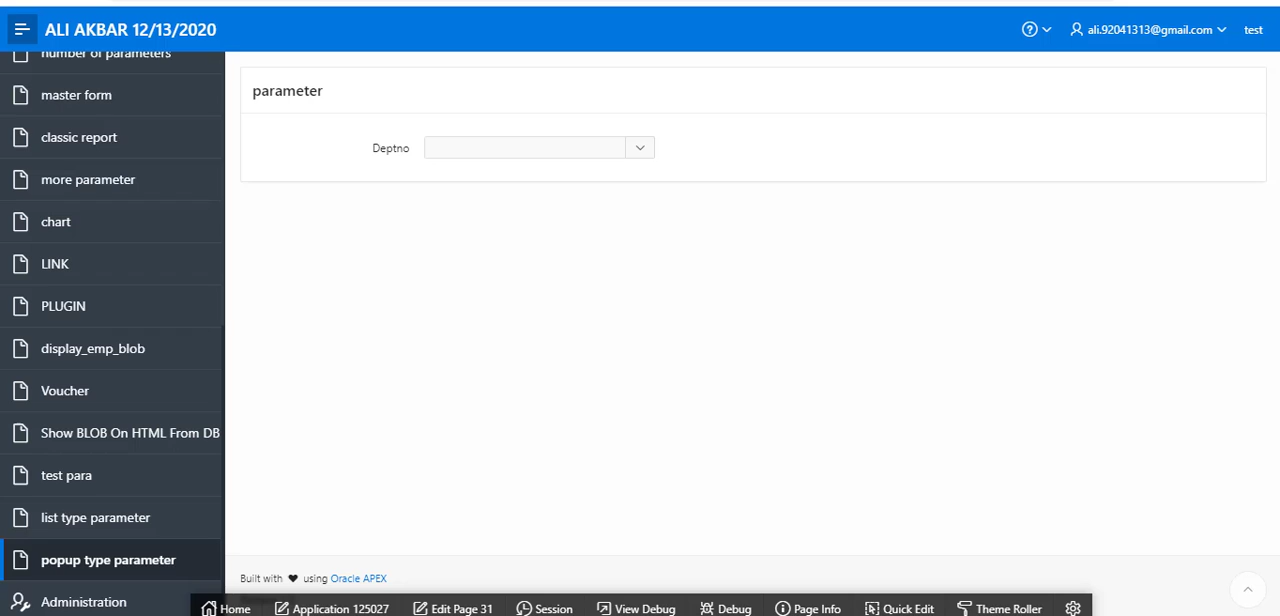 ALI AKBAR 12/13/2020
ali.92041313@gmail.com
test
number of parameters
master form
classic report
more parameter
chart
LINK
PLUGIN
display_emp_blob
Voucher
Show BLOB On HTML From DB
test para
list type parameter
popup type parameter
Administration
parameter
Deptno
Built with ♥ using Oracle APEX
Home Application 125027 Edit Page 31 Session View Debug Debug Page Info Quick Edit Theme Roller